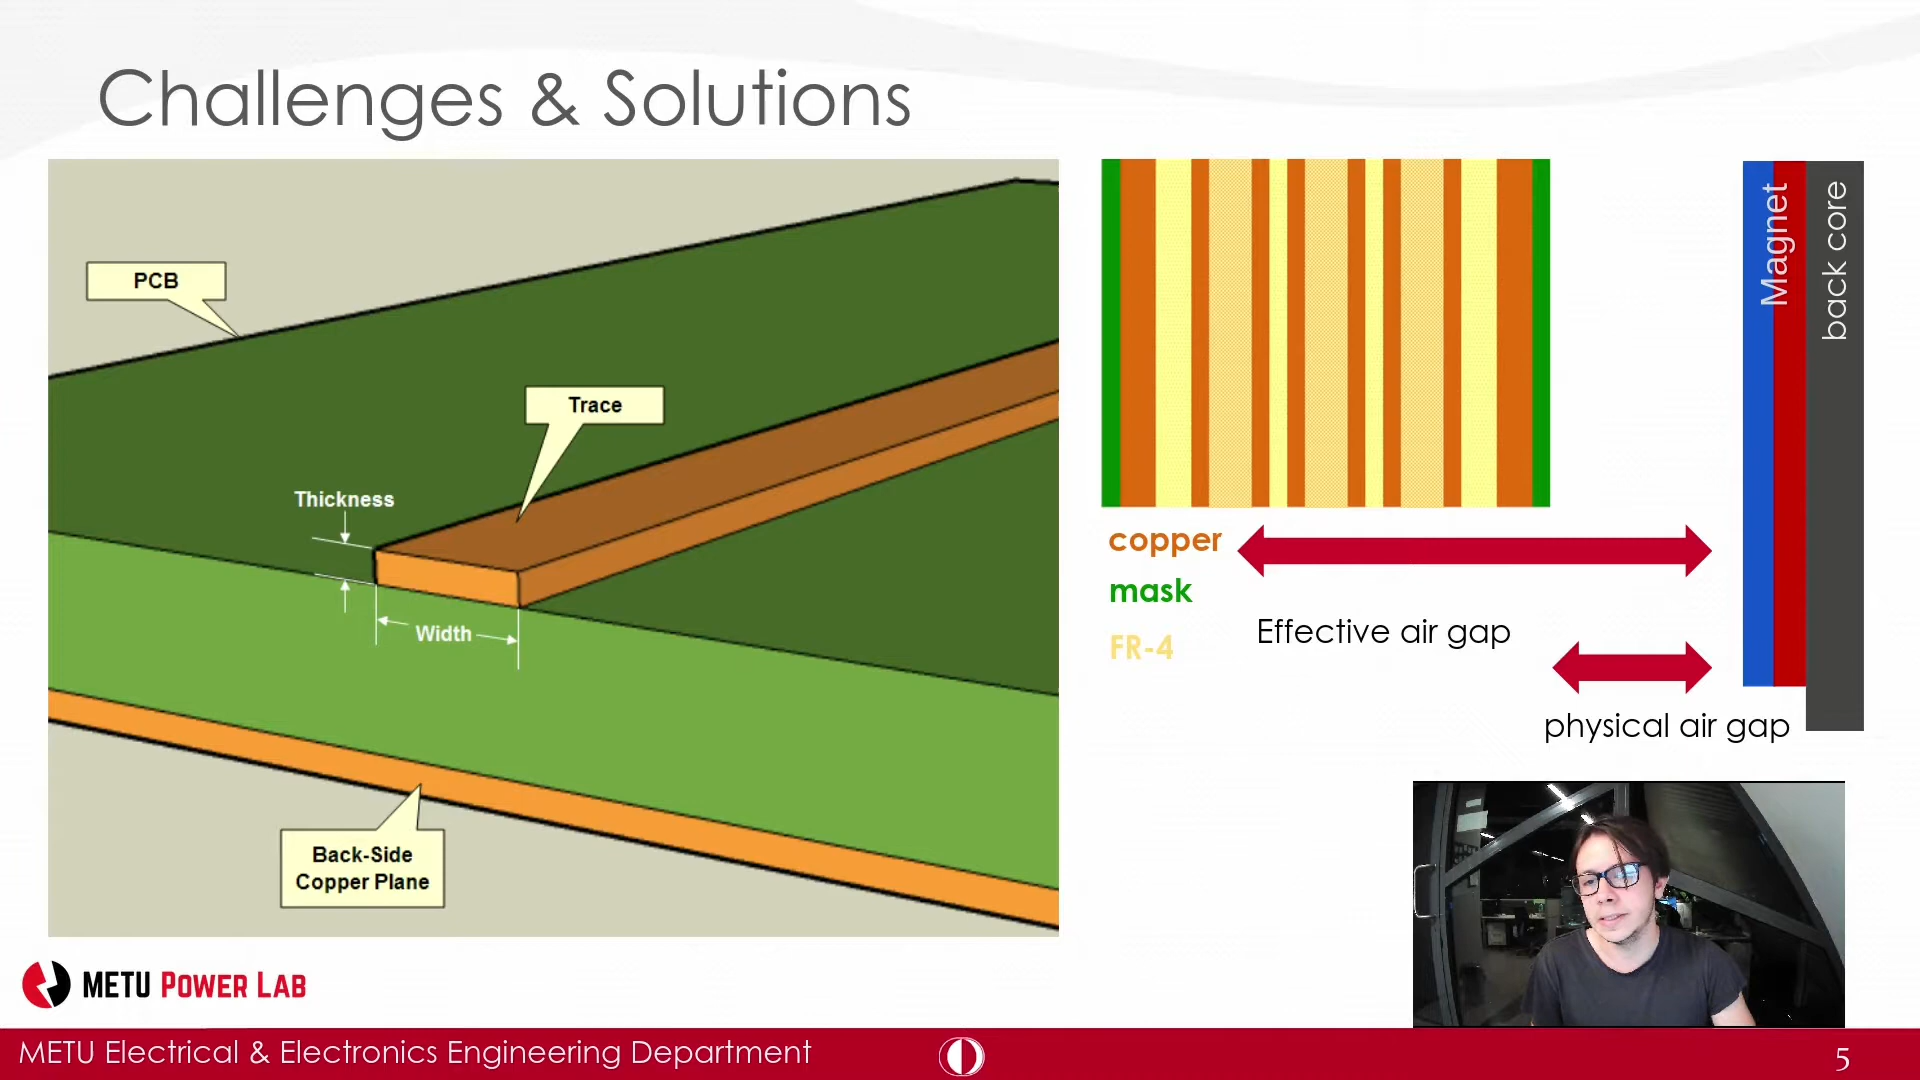 Challenges & Solutions
PCB
Trace
Thickness
Width
Back-Side
Copper Plane
copper
mask
FR-4
Effective air gap
physical air gap
Magnet
back core
METU POWER LAB
METU Electrical & Electronics Engineering Department
5